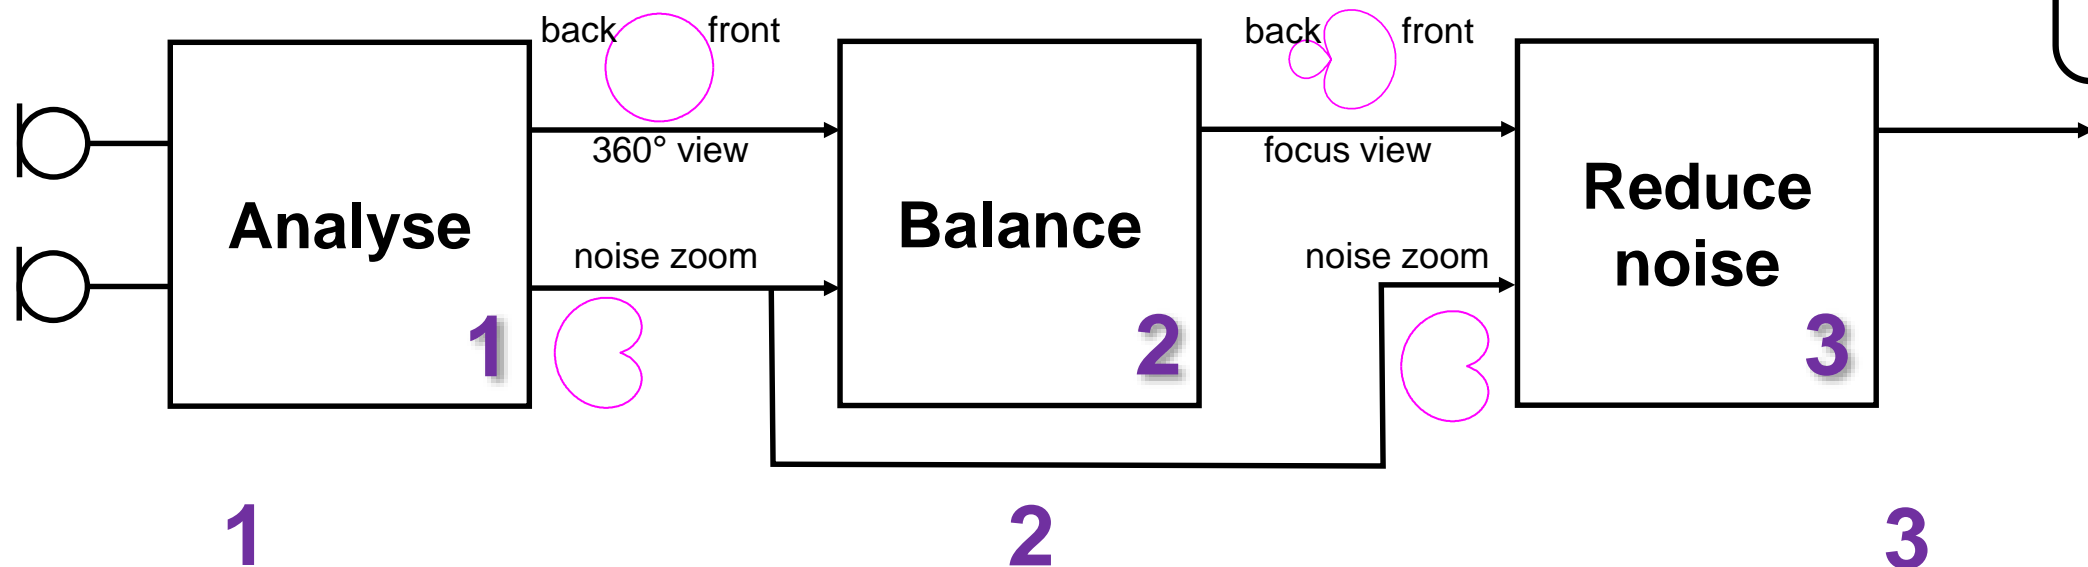 back front
360° view
Analyse
noise zoom
1
Balance
2
back front
focus view
noise zoom
Reduce
noise
3
1
2
3